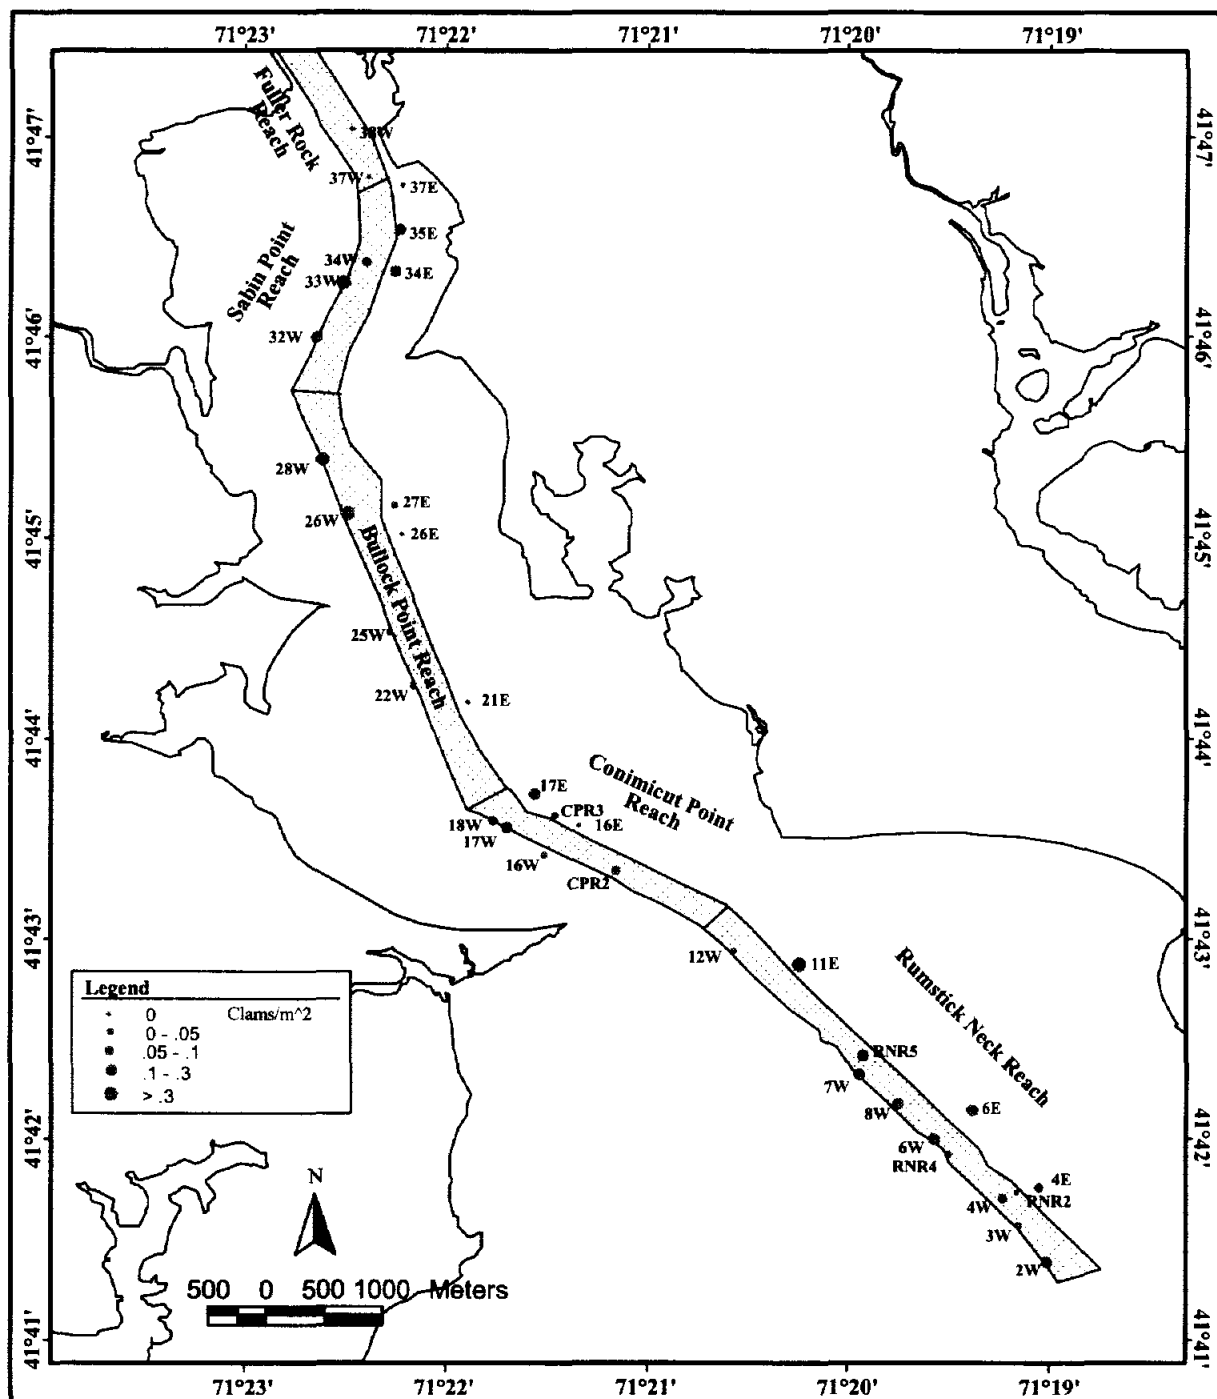 71°23' 71°22' 71°21' 71°20' 71°19'
41°47' 41°47'
41°46' 41°46'
41°45' 41°45'
41°44' 41°44'
41°43' 41°43'
41°42' 41°42'
41°41' 41°41'
Fuller Rock
Reach
38W
37W
37E
35E
Sabin Point
Reach
34W
34E
33W
32W
28W
27E
26W
26E
Bullock Point Reach
25W
22W
21E
17E
Conimicut Point
Reach
CPR3
18W
16E
17W
16W
CPR2
12W
11E
Rumstick Neck Reach
RNR5
7W
8W
6E
6W
RNR4
4E
RNR2
4W
3W
2W
Legend
0 Clams/m^2
0 - .05
.05 - .1
.1 - .3
> .3
N
500 0 500 1000 Meters
71°23' 71°22' 71°21' 71°20' 71°19'